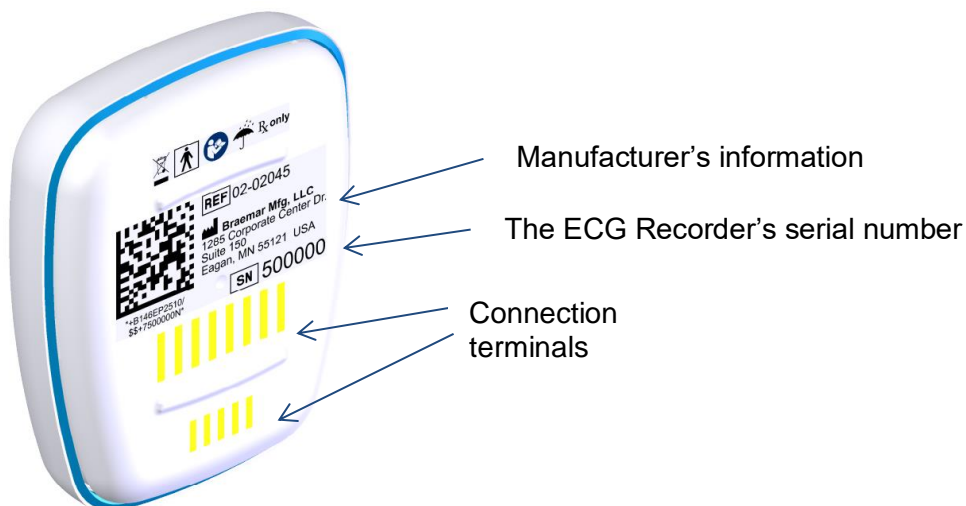 Rx only
REF 02-02045
Braemar Mfg, LLC
1285 Corporate Center Dr.
Suite 150
Eagan, MN 55121 USA
SN 500000
*+B146EP2510/
$$+7500000N*
Manufacturer’s information
The ECG Recorder’s serial number
Connection
terminals